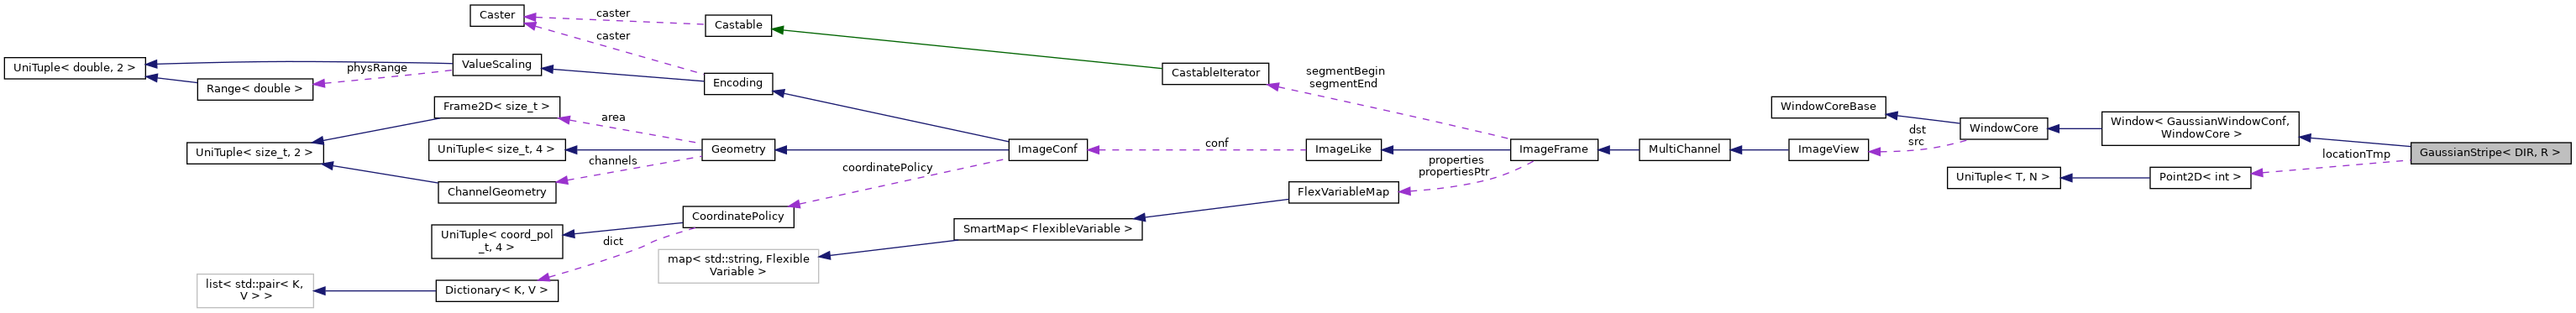 Caster
caster
Castable
caster
UniTuple< double, 2 >
physRange
ValueScaling
Range< double >
Encoding
CastableIterator
segmentBegin
segmentEnd
Frame2D< size_t >
area
UniTuple< size_t, 2 >
UniTuple< size_t, 4 >
Geometry
channels
ChannelGeometry
ImageConf
conf
ImageLike
coordinatePolicy
properties
propertiesPtr
ImageFrame
MultiChannel
ImageView
FlexVariableMap
WindowCoreBase
WindowCore
dst
src
Window< GaussianWindowConf,
WindowCore >
GaussianStripe< DIR, R >
locationTmp
UniTuple< T, N >
Point2D< int >
CoordinatePolicy
UniTuple< coord_pol
_t, 4 >
dict
SmartMap< FlexibleVariable >
map< std::string, Flexible
Variable >
list< std::pair< K,
V > >
Dictionary< K, V >